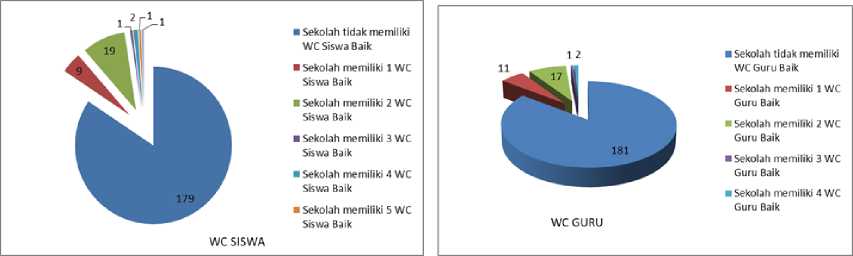 1 2 1 1
19
9
179
Sekolah tidak memiliki
WC Siswa Baik
Sekolah memiliki 1 WC
Siswa Baik
Sekolah memiliki 2 WC
Siswa Baik
Sekolah memiliki 3 WC
Siswa Baik
Sekolah memiliki 4 WC
Siswa Baik
Sekolah memiliki 5 WC
Siswa Baik
WC SISWA
11
17
1 2
181
Sekolah tidak memiliki
WC Guru Baik
Sekolah memiliki 1 WC
Guru Baik
Sekolah memiliki 2 WC
Guru Baik
Sekolah memiliki 3 WC
Guru Baik
Sekolah memiliki 4 WC
Guru Baik
WC GURU